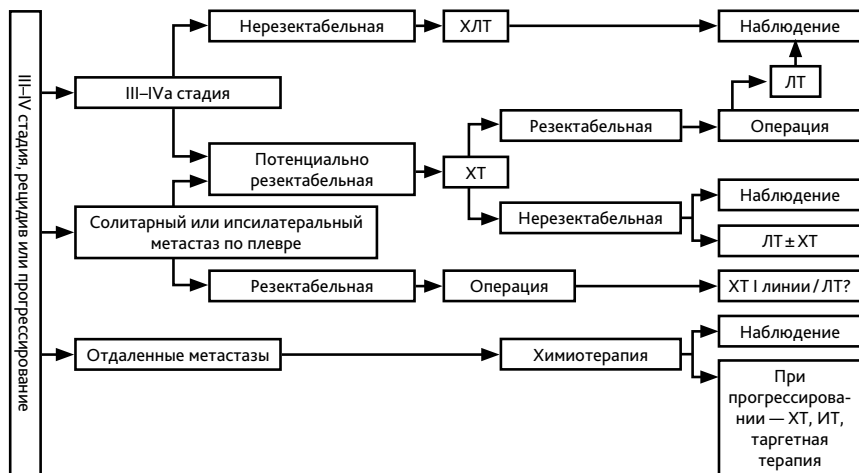 III–IV стадия, рецидив или прогрессирование
Нерезектабельная
ХЛТ
Наблюдение
III–IVa стадия
ЛТ
Потенциально
резектабельная
ХТ
Резектабельная
Операция
Солитарный или ипсилатеральный
метастаз по плевре
Нерезектабельная
Наблюдение
ЛТ ± ХТ
Резектабельная
Операция
ХТ I линии / ЛТ?
Отдаленные метастазы
Химиотерапия
Наблюдение
При
прогрессирова-
нии — ХТ, ИТ,
таргетная
терапия